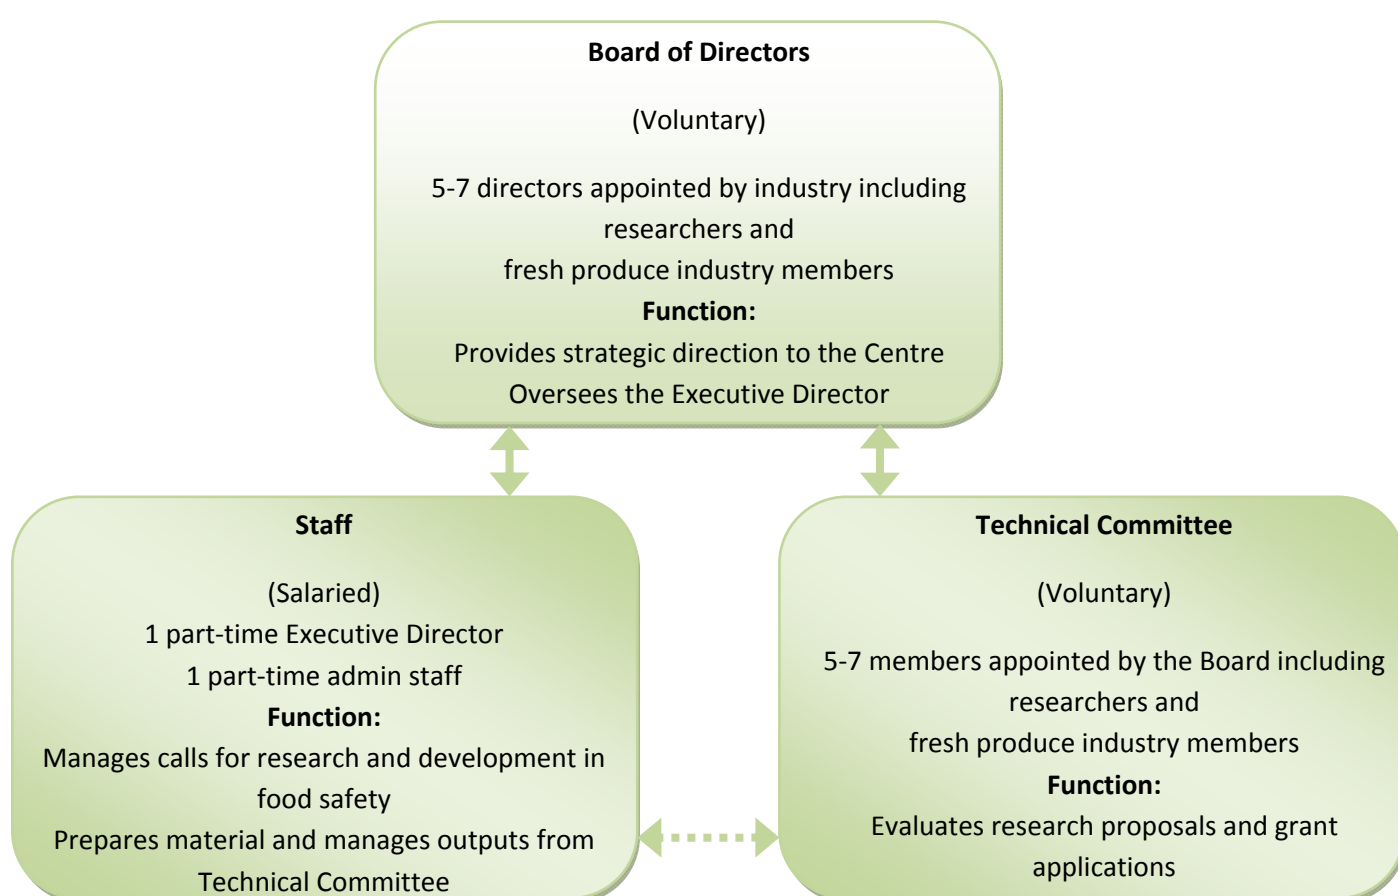 Board of Directors
(Voluntary)
5-7 directors appointed by industry including
researchers and
fresh produce industry members
Function:
Provides strategic direction to the Centre
Oversees the Executive Director
Staff
(Salaried)
1 part-time Executive Director
1 part-time admin staff
Function:
Manages calls for research and development in
food safety
Prepares material and manages outputs from
Technical Committee
Technical Committee
(Voluntary)
5-7 members appointed by the Board including
researchers and
fresh produce industry members
Function:
Evaluates research proposals and grant
applications